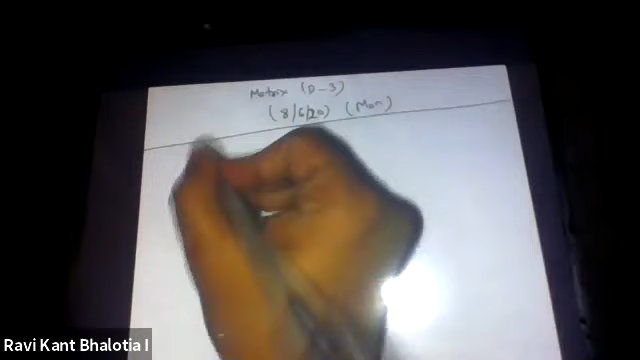 Matrix (D-3)
(8/6/20) (Mon)
Ravi Kant Bhalotia I